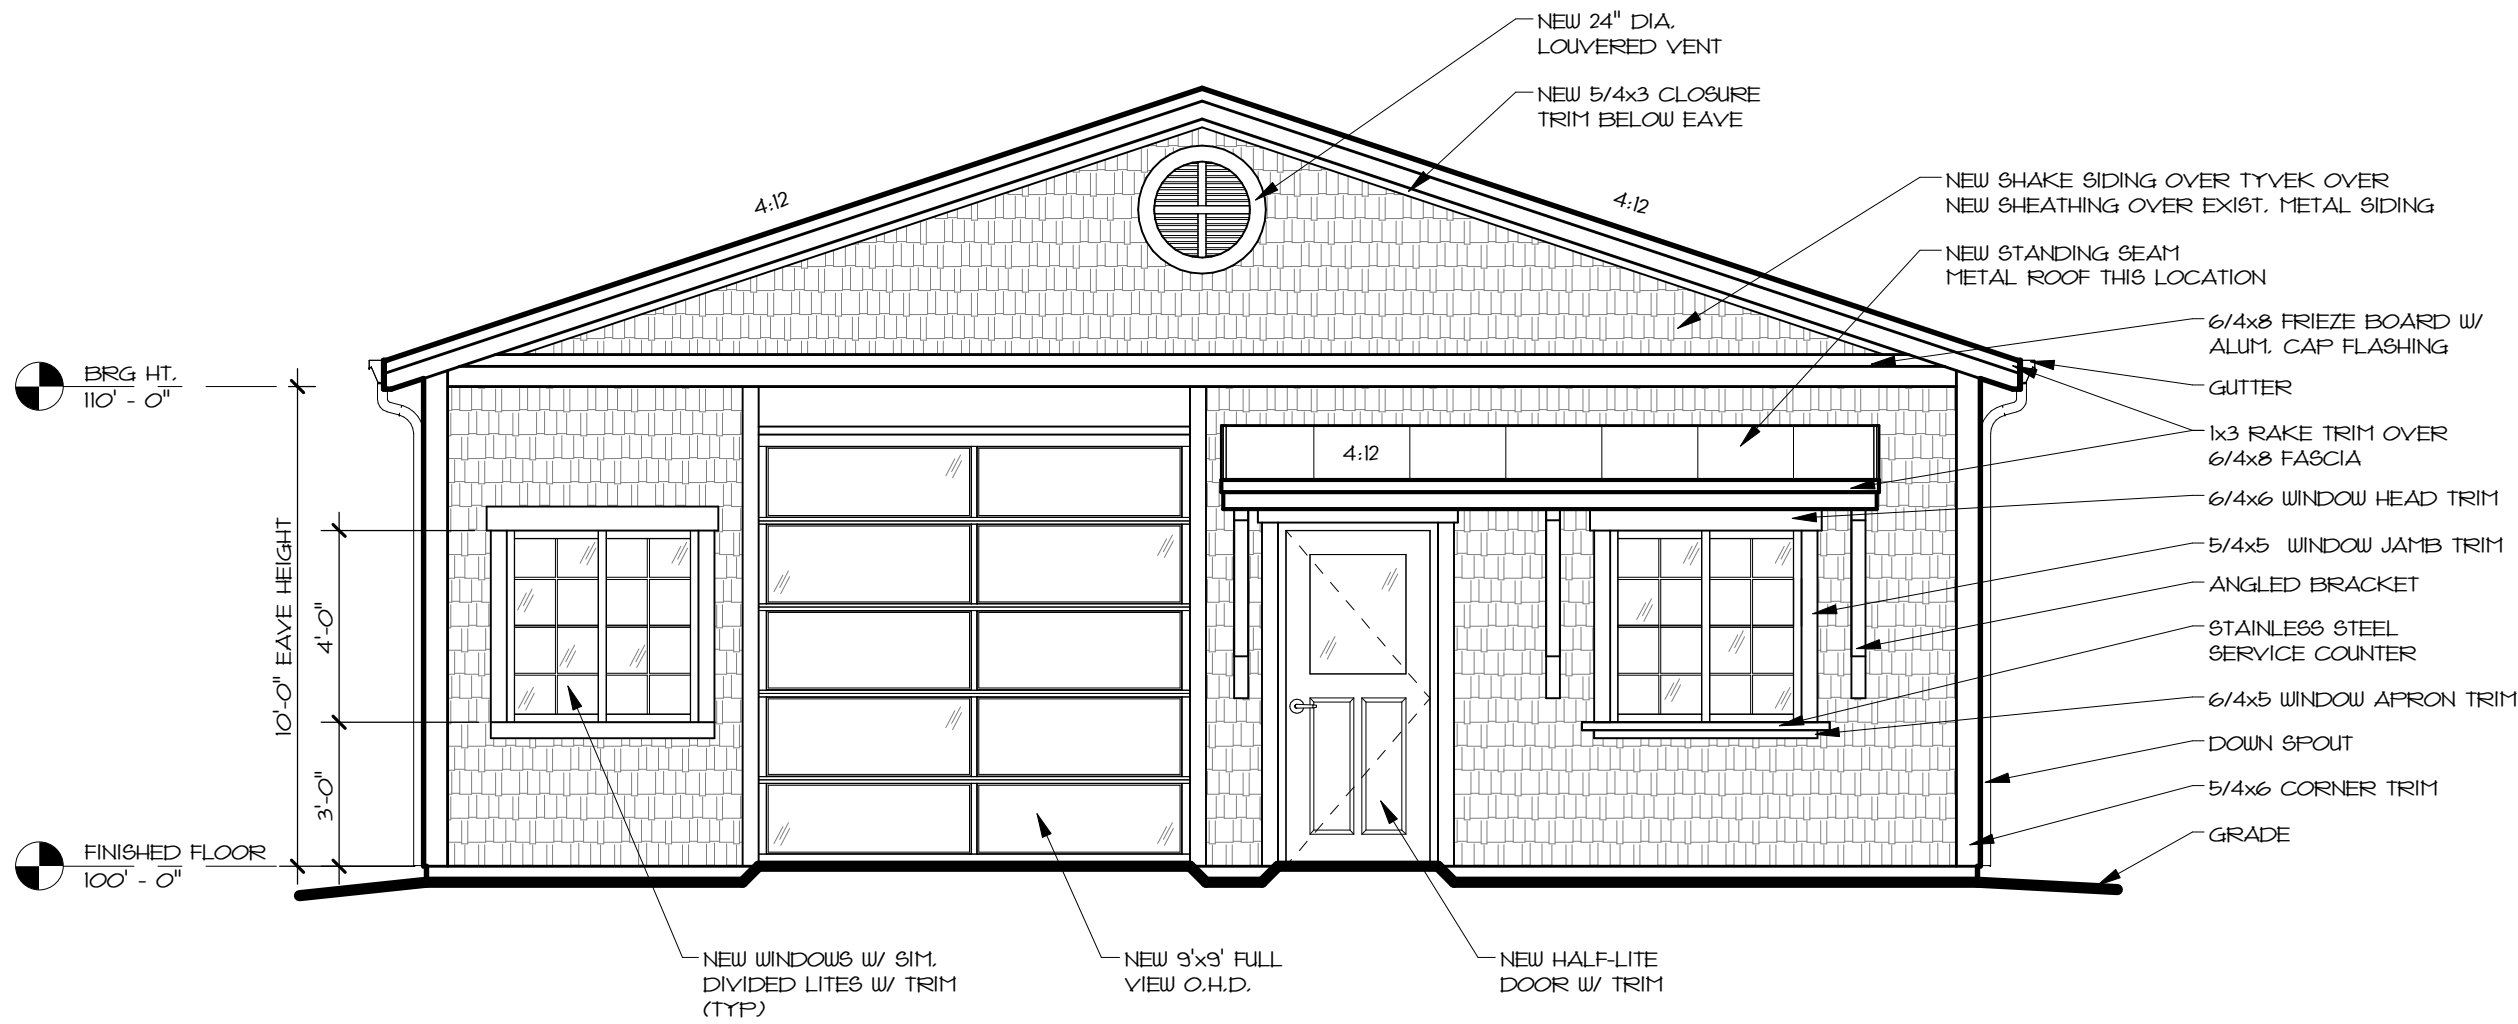 NEW 24" DIA.
LOUVERED VENT
NEW 5/4x3 CLOSURE
TRIM BELOW EAVE
4:12
4:12
NEW SHAKE SIDING OVER TYVEK OVER
NEW SHEATHING OVER EXIST. METAL SIDING
NEW STANDING SEAM
METAL ROOF THIS LOCATION
6/4x8 FRIEZE BOARD W/
ALUM. CAP FLASHING
GUTTER
1x3 RAKE TRIM OVER
6/4x8 FASCIA
6/4x6 WINDOW HEAD TRIM
5/4x5 WINDOW JAMB TRIM
ANGLED BRACKET
STAINLESS STEEL
SERVICE COUNTER
6/4x5 WINDOW APRON TRIM
DOWN SPOUT
5/4x6 CORNER TRIM
GRADE
BRG HT.
110' - 0"
4:12
10'-0" EAVE HEIGHT
4'-0"
3'-0"
FINISHED FLOOR
100' - 0"
NEW WINDOWS W/ SIM.
DIVIDED LITES W/ TRIM
(TYP)
NEW 9'x9' FULL
VIEW O.H.D.
NEW HALF-LITE
DOOR W/ TRIM